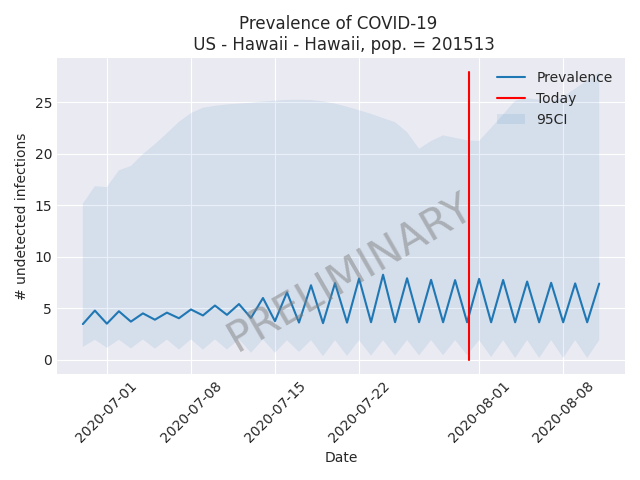 Prevalence of COVID-19
US - Hawaii - Hawaii, pop. = 201513
Prevalence
Today
95CI
# undetected infections
25
20
15
10
5
0
PRELIMINARY
2020-07-01
2020-07-08
2020-07-15
2020-07-22
2020-08-01
2020-08-08
Date